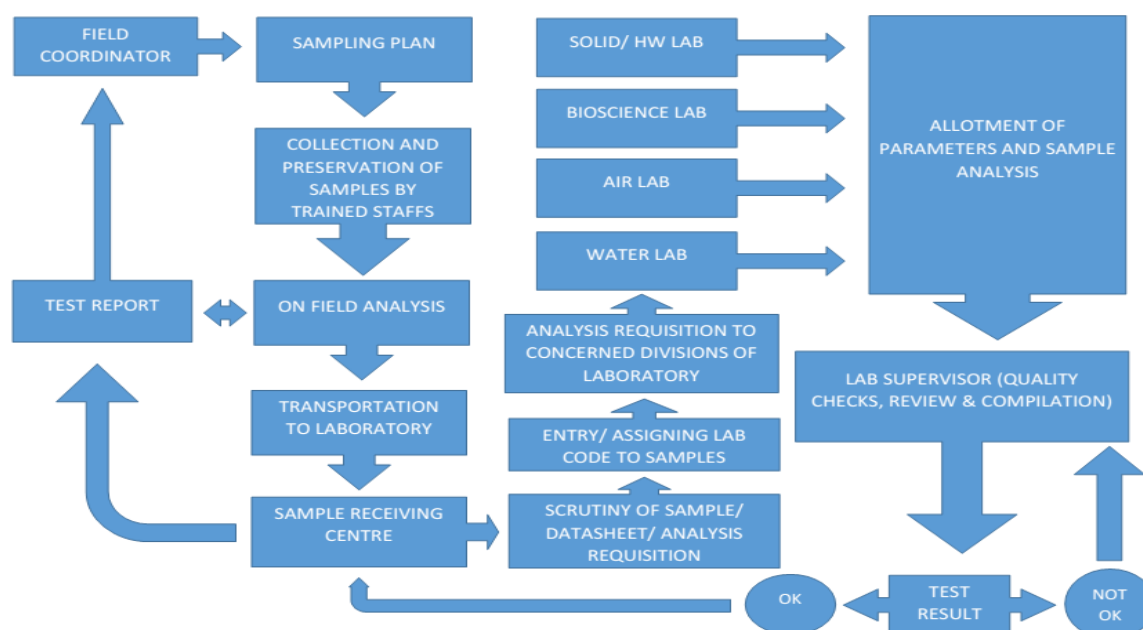 FIELD
COORDINATOR
SAMPLING PLAN
COLLECTION AND
PRESERVATION OF
SAMPLES BY
TRAINED STAFFS
TEST REPORT
ON FIELD ANALYSIS
TRANSPORTATION
TO LABORATORY
SAMPLE RECEIVING
CENTRE
SCRUTINY OF SAMPLE/
DATASHEET/ ANALYSIS
REQUISITION
ENTRY/ ASSIGNING LAB
CODE TO SAMPLES
ANALYSIS REQUISITION TO
CONCERNED DIVISIONS OF
LABORATORY
SOLID/ HW LAB
BIOSCIENCE LAB
AIR LAB
WATER LAB
ALLOTMENT OF
PARAMETERS AND SAMPLE
ANALYSIS
LAB SUPERVISOR (QUALITY
CHECKS, REVIEW & COMPILATION)
OK
TEST
RESULT
NOT
OK